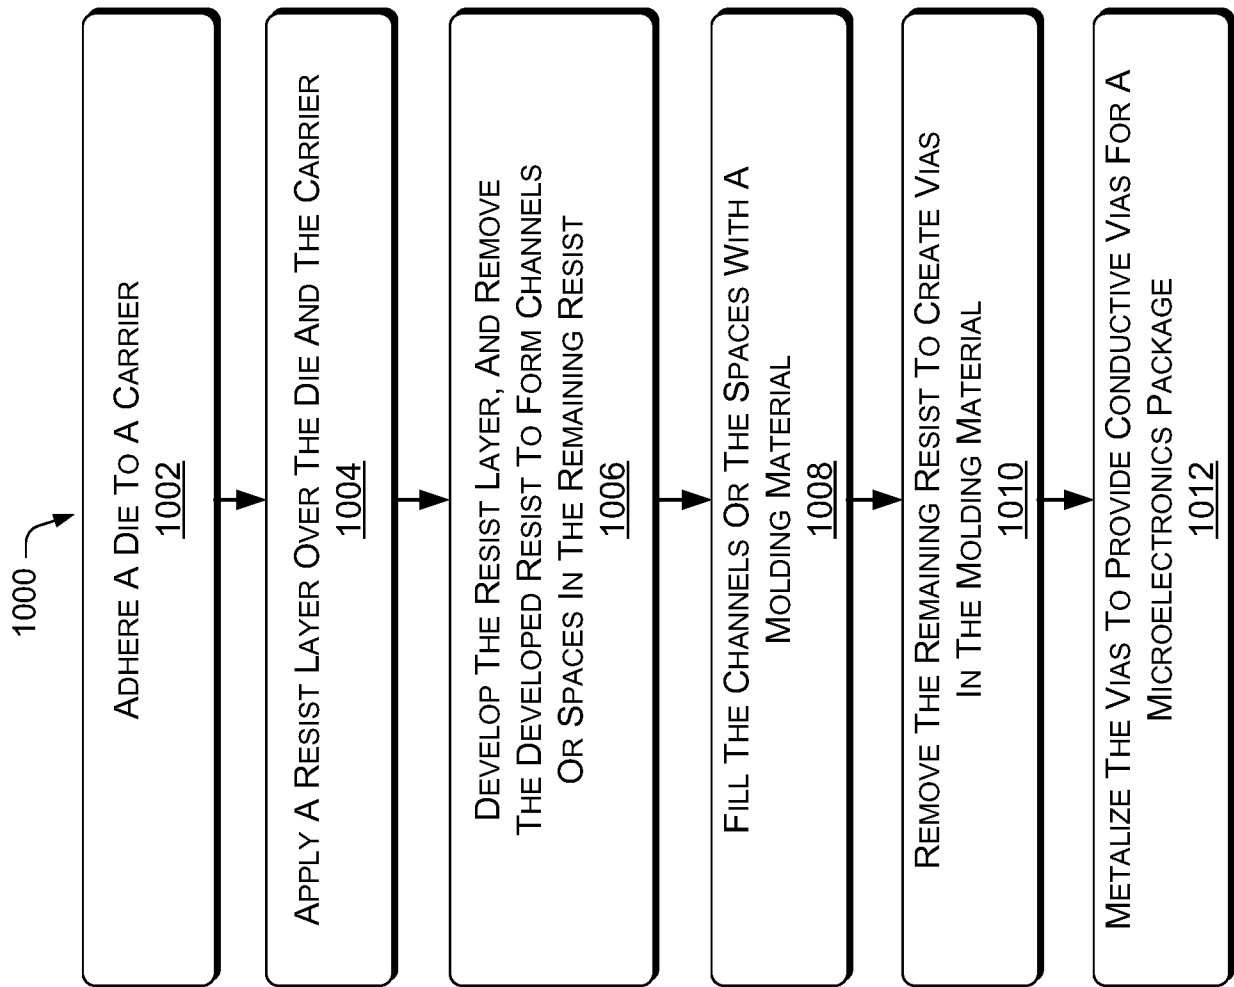 1000
ADHERE A DIE TO A CARRIER
1002
APPLY A RESIST LAYER OVER THE DIE AND THE CARRIER
1004
DEVELOP THE RESIST LAYER, AND REMOVE
THE DEVELOPED RESIST TO FORM CHANNELS
OR SPACES IN THE REMAINING RESIST
1006
FILL THE CHANNELS OR THE SPACES WITH A
MOLDING MATERIAL
1008
REMOVE THE REMAINING RESIST TO CREATE VIAS
IN THE MOLDING MATERIAL
1010
METALIZE THE VIAS TO PROVIDE CONDUCTIVE VIAS FOR A
MICROELECTRONICS PACKAGE
1012